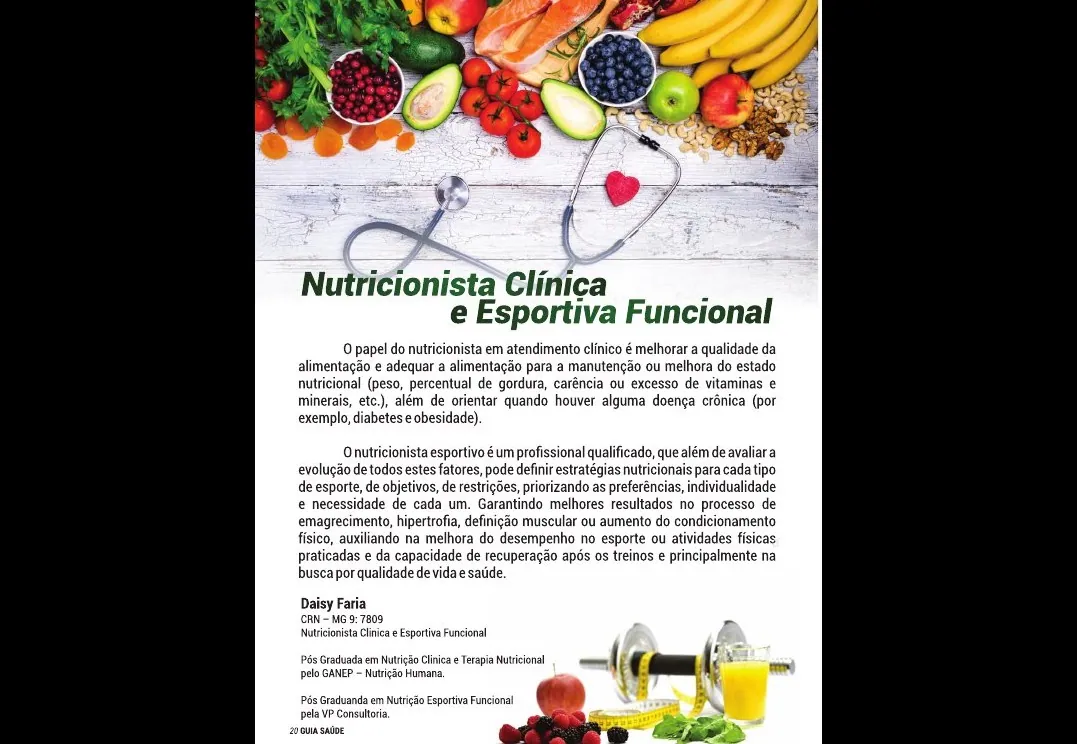 Nutricionista Clínica
e Esportiva Funcional
O papel do nutricionista em atendimento clínico é melhorar a qualidade da
alimentação e adequar a alimentação para a manutenção ou melhora do estado
nutricional (peso, percentual de gordura, carência ou excesso de vitaminas e
minerais, etc.), além de orientar quando houver alguma doença crônica (por
exemplo, diabetes e obesidade).
O nutricionista esportivo é um profissional qualificado, que além de avaliar a
evolução de todos estes fatores, pode definir estratégias nutricionais para cada tipo
de esporte, de objetivos, de restrições, priorizando as preferências, individualidade
e necessidade de cada um. Garantindo melhores resultados no processo de
emagrecimento, hipertrofia, definição muscular ou aumento do condicionamento
físico, auxiliando na melhora do desempenho no esporte ou atividades físicas
praticadas e da capacidade de recuperação após os treinos e principalmente na
busca por qualidade de vida e saúde.
Daisy Faria
CRN – MG 9: 7809
Nutricionista Clinica e Esportiva Funcional
Pós Graduada em Nutrição Clinica e Terapia Nutricional
pelo GANEP – Nutrição Humana.
Pós Graduanda em Nutrição Esportiva Funcional
pela VP Consultoria.
20 GUIA SAÚDE